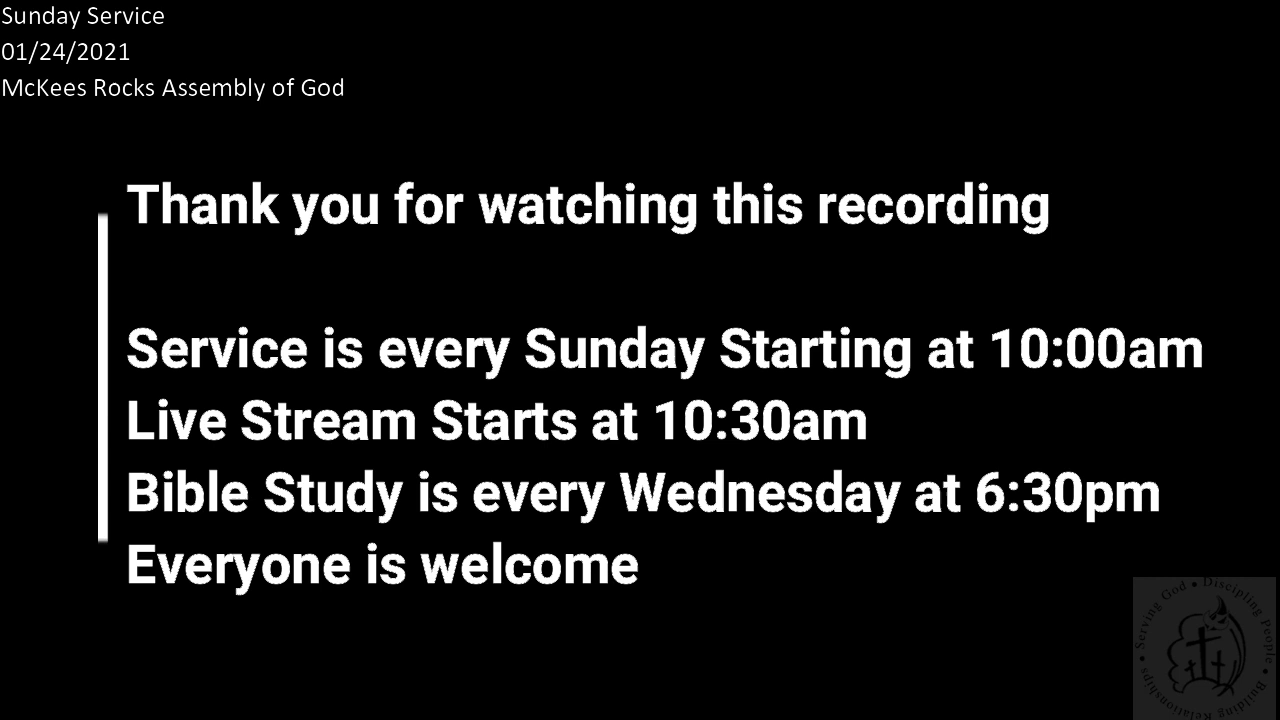 Sunday Service
01/24/2021
McKees Rocks Assembly of God
Thank you for watching this recording
Service is every Sunday Starting at 10:00am
Live Stream Starts at 10:30am
Bible Study is every Wednesday at 6:30pm
Everyone is welcome
Serving God • Discipling People • Building Relationships •